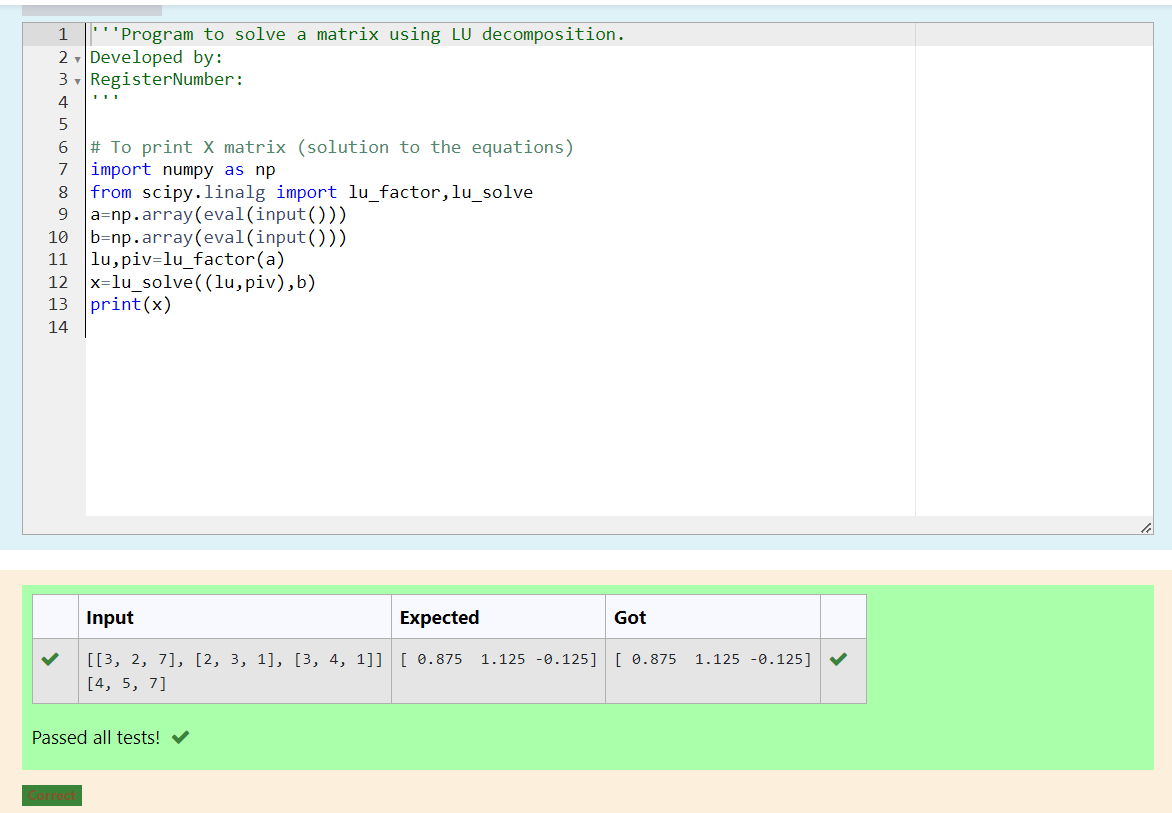 1 '''Program to solve a matrix using LU decomposition.
2 Developed by:
3 RegisterNumber:
4 '''
5
6 # To print X matrix (solution to the equations)
7 import numpy as np
8 from scipy.linalg import lu_factor,lu_solve
9 a=np.array(eval(input()))
10 b=np.array(eval(input()))
11 lu,piv=lu_factor(a)
12 x=lu_solve((lu,piv),b)
13 print(x)
14
Input Expected Got
[[3, 2, 7], [2, 3, 1], [3, 4, 1]] [ 0.875  1.125 -0.125] [ 0.875  1.125 -0.125]
[4, 5, 7]
Passed all tests!
Correct